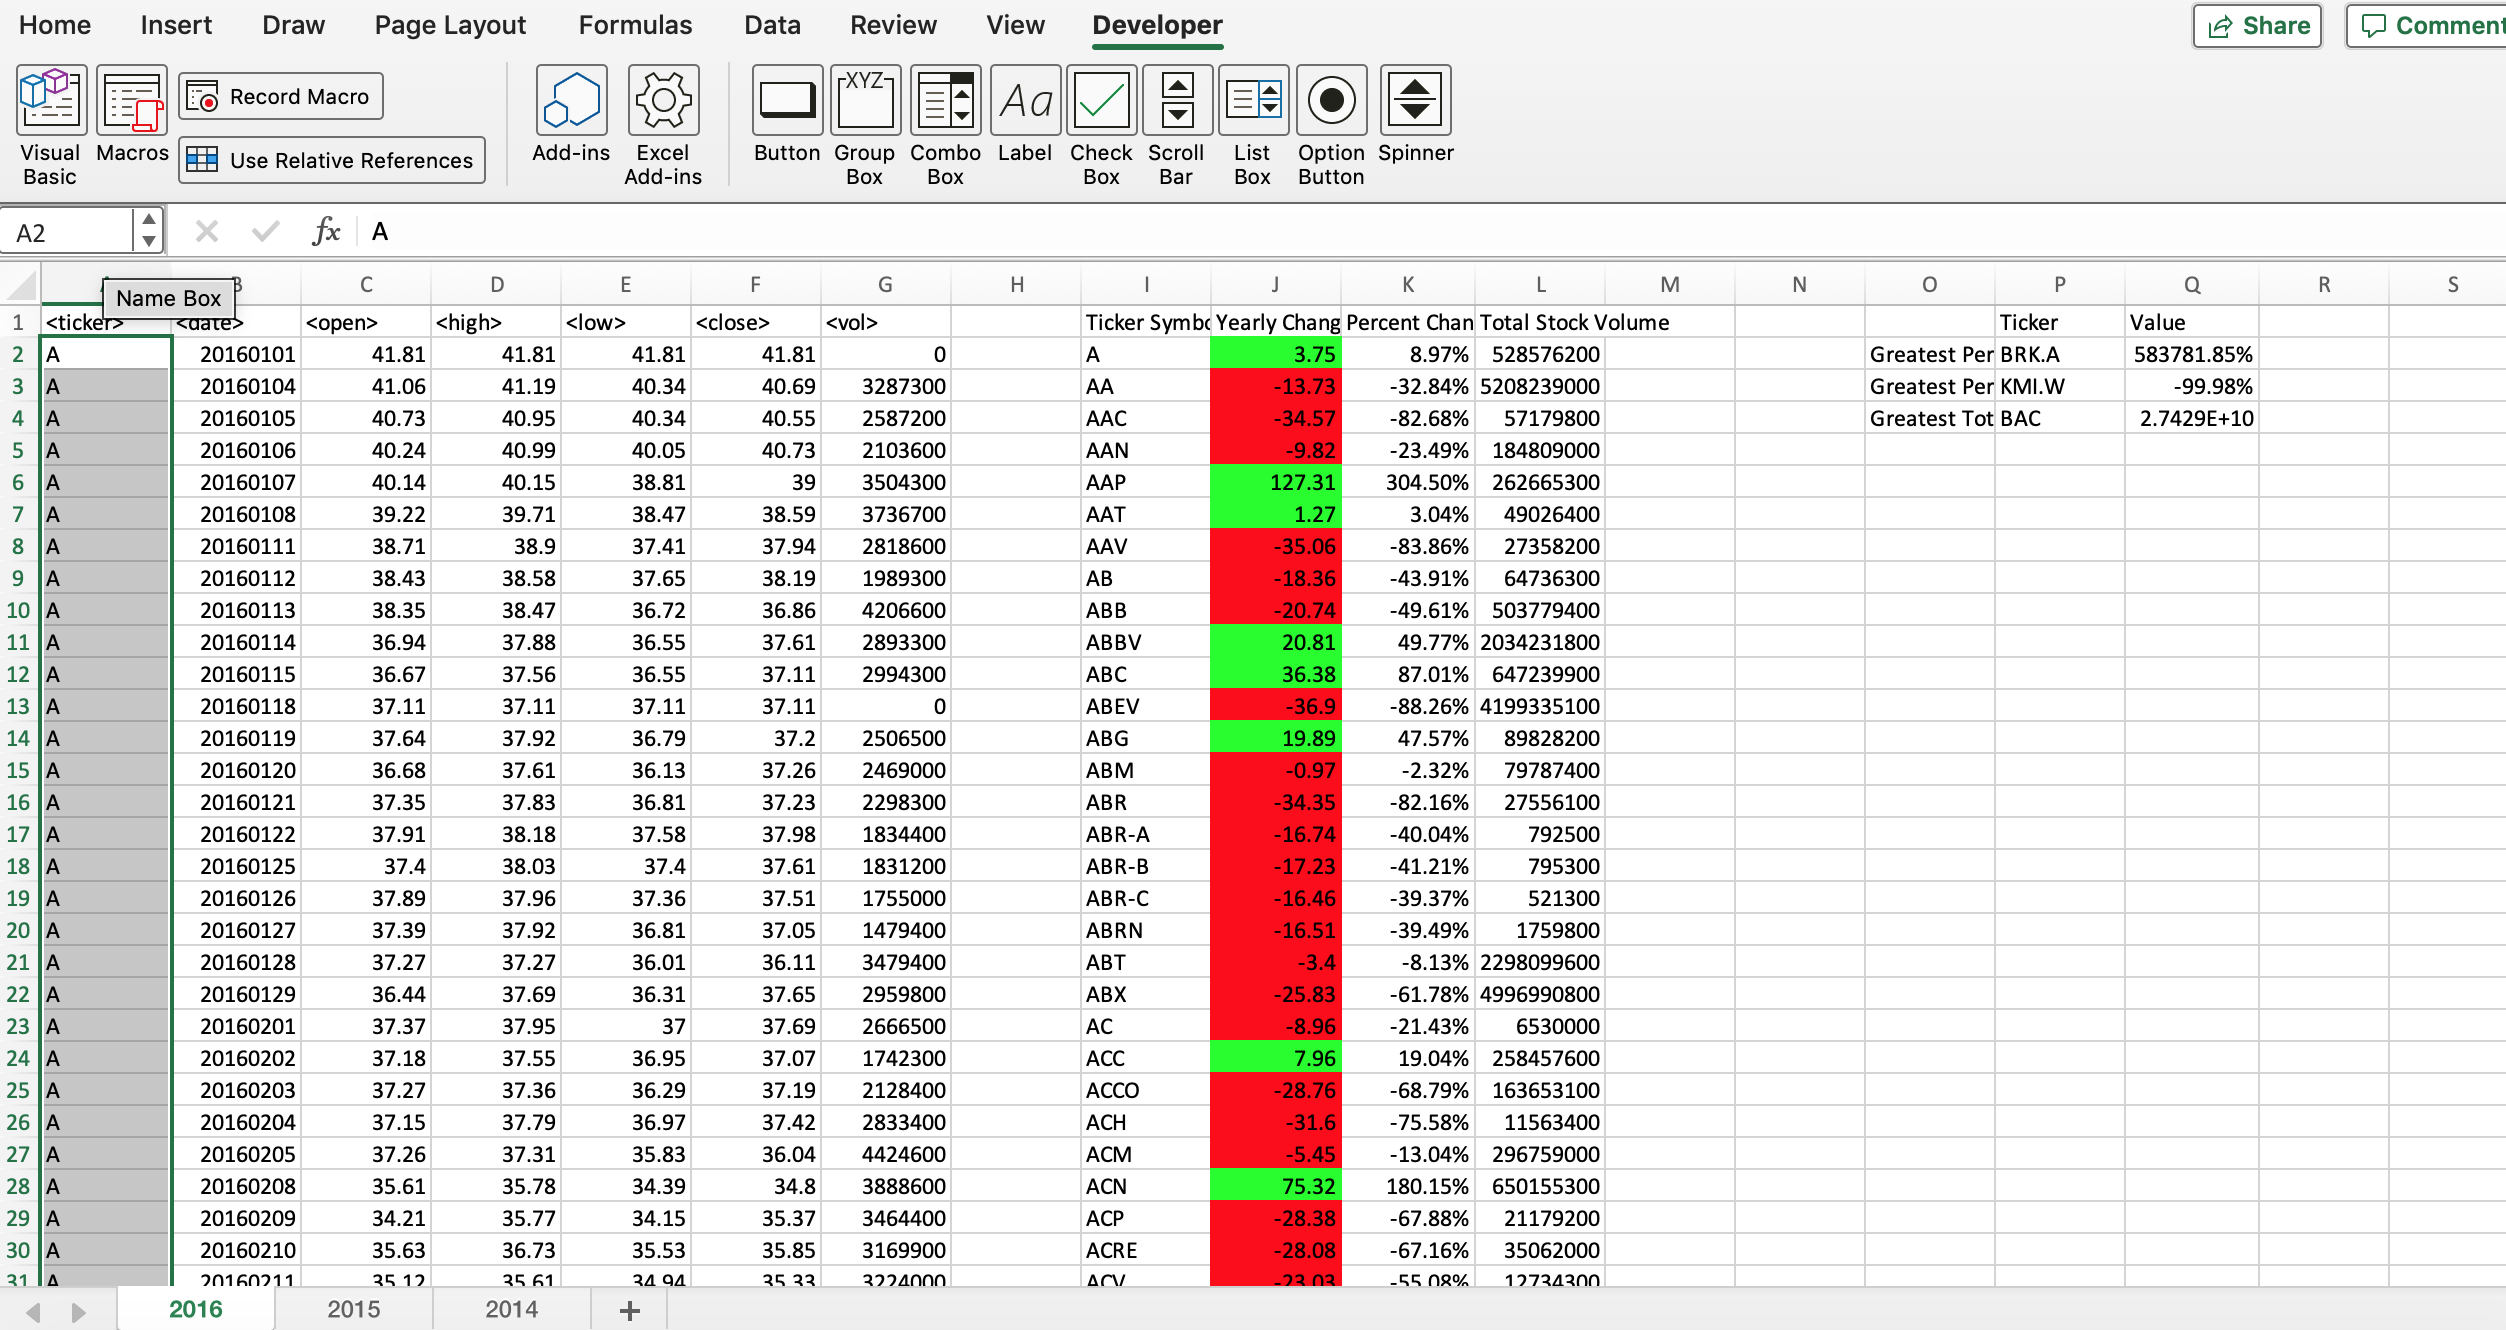 Home Insert Draw Page Layout Formulas Data Review View Developer Share Comment
Visual Basic Macros Record Macro Use Relative References Add-ins Excel Add-ins Button XYZ Group Box Combo Box Aa Label Check Box Scroll Bar List Box Option Button Spinner
A2 fx A
B C D E F G H I J K L M N O P Q R S
Name Box
1 <ticker> <date> <open> <high> <low> <close> <vol> Ticker Symbo Yearly Chang Percent Chan Total Stock Volume Ticker Value
2 A 20160101 41.81 41.81 41.81 41.81 0 A 3.75 8.97% 528576200 Greatest Per BRK.A 583781.85%
3 A 20160104 41.06 41.19 40.34 40.69 3287300 AA -13.73 -32.84% 5208239000 Greatest Per KMI.W -99.98%
4 A 20160105 40.73 40.95 40.34 40.55 2587200 AAC -34.57 -82.68% 57179800 Greatest Tot BAC 2.7429E+10
5 A 20160106 40.24 40.99 40.05 40.73 2103600 AAN -9.82 -23.49% 184809000
6 A 20160107 40.14 40.15 38.81 39 3504300 AAP 127.31 304.50% 262665300
7 A 20160108 39.22 39.71 38.47 38.59 3736700 AAT 1.27 3.04% 49026400
8 A 20160111 38.71 38.9 37.41 37.94 2818600 AAV -35.06 -83.86% 27358200
9 A 20160112 38.43 38.58 37.65 38.19 1989300 AB -18.36 -43.91% 64736300
10 A 20160113 38.35 38.47 36.72 36.86 4206600 ABB -20.74 -49.61% 503779400
11 A 20160114 36.94 37.88 36.55 37.61 2893300 ABBV 20.81 49.77% 2034231800
12 A 20160115 36.67 37.56 36.55 37.11 2994300 ABC 36.38 87.01% 647239900
13 A 20160118 37.11 37.11 37.11 37.11 0 ABEV -36.9 -88.26% 4199335100
14 A 20160119 37.64 37.92 36.79 37.2 2506500 ABG 19.89 47.57% 89828200
15 A 20160120 36.68 37.61 36.13 37.26 2469000 ABM -0.97 -2.32% 79787400
16 A 20160121 37.35 37.83 36.81 37.23 2298300 ABR -34.35 -82.16% 27556100
17 A 20160122 37.91 38.18 37.58 37.98 1834400 ABR-A -16.74 -40.04% 792500
18 A 20160125 37.4 38.03 37.4 37.61 1831200 ABR-B -17.23 -41.21% 795300
19 A 20160126 37.89 37.96 37.36 37.51 1755000 ABR-C -16.46 -39.37% 521300
20 A 20160127 37.39 37.92 36.81 37.05 1479400 ABRN -16.51 -39.49% 1759800
21 A 20160128 37.27 37.27 36.01 36.11 3479400 ABT -3.4 -8.13% 2298099600
22 A 20160129 36.44 37.69 36.31 37.65 2959800 ABX -25.83 -61.78% 4996990800
23 A 20160201 37.37 37.95 37 37.69 2666500 AC -8.96 -21.43% 6530000
24 A 20160202 37.18 37.55 36.95 37.07 1742300 ACC 7.96 19.04% 258457600
25 A 20160203 37.27 37.36 36.29 37.19 2128400 ACCO -28.76 -68.79% 163653100
26 A 20160204 37.15 37.79 36.97 37.42 2833400 ACH -31.6 -75.58% 11563400
27 A 20160205 37.26 37.31 35.83 36.04 4424600 ACM -5.45 -13.04% 296759000
28 A 20160208 35.61 35.78 34.39 34.8 3888600 ACN 75.32 180.15% 650155300
29 A 20160209 34.21 35.77 34.15 35.37 3464400 ACP -28.38 -67.88% 21179200
30 A 20160210 35.63 36.73 35.53 35.85 3169900 ACRE -28.08 -67.16% 35062000
31 A 20160211 35.12 35.61 34.94 35.33 3224000 ACV -23.03 -55.08% 12734300
2016 2015 2014 +